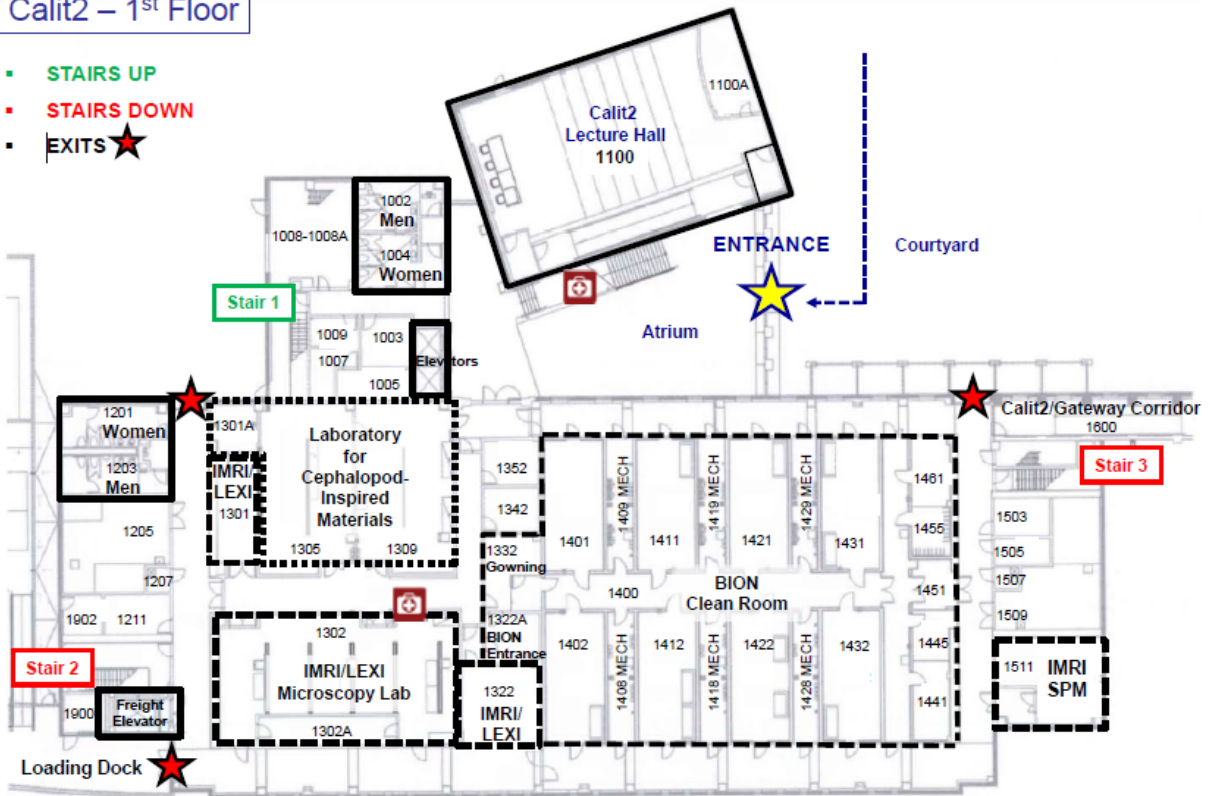 Calit2 – 1st Floor
▪ STAIRS UP
▪ STAIRS DOWN
▪ EXITS
1100A
Calit2
Lecture Hall
1100
1002
Men
1008-1008A
1004
Women
ENTRANCE
Courtyard
Stair 1
Atrium
1009
1003
1007
Elevators
1005
1201
Women
1203
Men
1301A
Laboratory
for
Cephalopod-
Inspired
Materials
IMRI/
LEXI
1301
1305
1309
Calit2/Gateway Corridor
1600
Stair 3
1352
1342
1332
Gowning
1401
1409 MECH
1411
1419 MECH
1421
1429 MECH
1431
1461
1455
1451
1503
1505
1507
1509
1205
1207
1902
1211
1400
BION
Clean Room
1322A
BION
Entrance
1402
1408 MECH
1412
1418 MECH
1422
1428 MECH
1432
1445
1441
1302
IMRI/LEXI
Microscopy Lab
1302A
1322
IMRI/
LEXI
1511
IMRI
SPM
Stair 2
1900
Freight
Elevator
Loading Dock